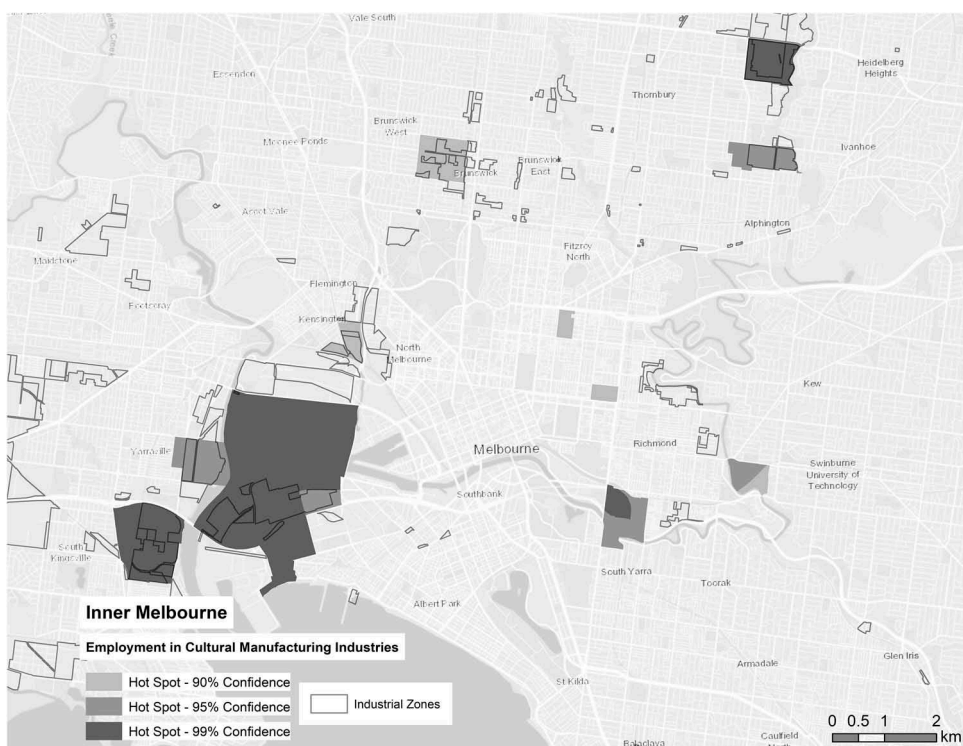 Vale South
Essendon
Heidelberg
Heights
Thornbury
Brunswick
West
Moonee Ponds
Ivanhoe
Brunswick
Brunswick
East
Ascot Vale
Alphington
Fitzroy
North
Maidstone
Flemington
Footscray
Kensington
North
Melbourne
Kew
Richmond
Melbourne
Yarraville
Swinburne
University of
Technology
Southbank
South
Kingsville
South Yarra
Toorak
Albert Park
Inner Melbourne
Glen Iris
Employment in Cultural Manufacturing Industries
Armadale
Hot Spot - 90% Confidence
St Kilda
Industrial Zones
Hot Spot - 95% Confidence
Hot Spot - 99% Confidence
0 0.5 1 2
km
Caulfield
North
Balaclava